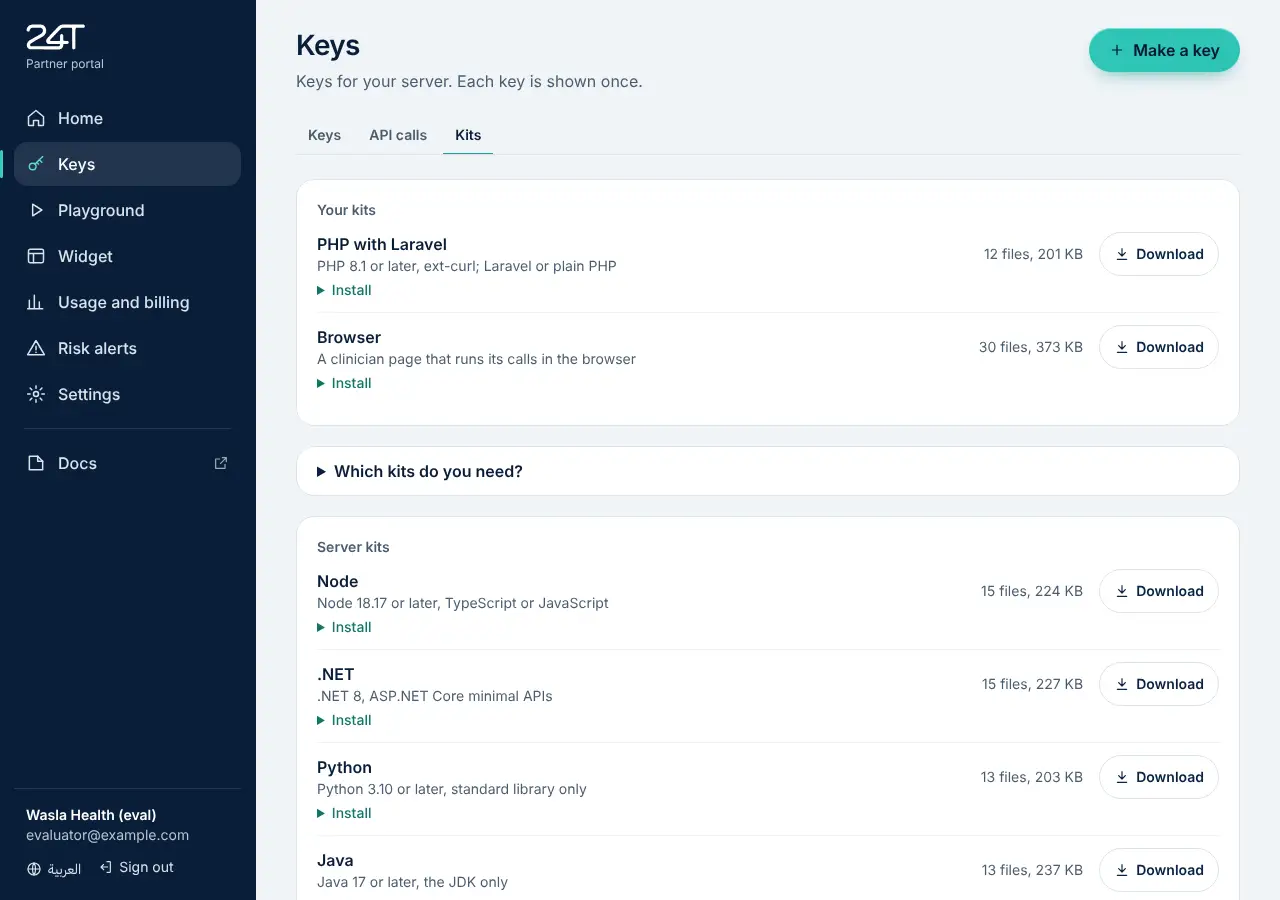 24T
Partner portal
Home
Keys
Playground
Widget
Usage and billing
Risk alerts
Settings
Docs
Wasla Health (eval)
evaluator@example.com
العربية
Sign out
Keys
Keys for your server. Each key is shown once.
+ Make a key
Keys
API calls
Kits
Your kits
PHP with Laravel
PHP 8.1 or later, ext-curl; Laravel or plain PHP
Install
12 files, 201 KB
Download
Browser
A clinician page that runs its calls in the browser
Install
30 files, 373 KB
Download
Which kits do you need?
Server kits
Node
Node 18.17 or later, TypeScript or JavaScript
Install
15 files, 224 KB
Download
.NET
.NET 8, ASP.NET Core minimal APIs
Install
15 files, 227 KB
Download
Python
Python 3.10 or later, standard library only
Install
13 files, 203 KB
Download
Java
Java 17 or later, the JDK only
13 files, 237 KB
Download